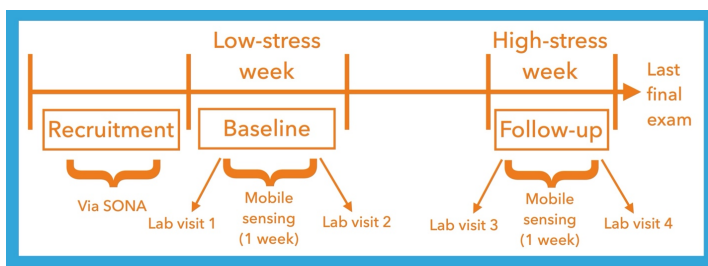 Low-stress
week
High-stress
week
Last
final
exam
Recruitment
Baseline
Follow-up
Via SONA
Lab visit 1
Mobile
sensing
(1 week)
Lab visit 2
Lab visit 3
Mobile
sensing
(1 week)
Lab visit 4